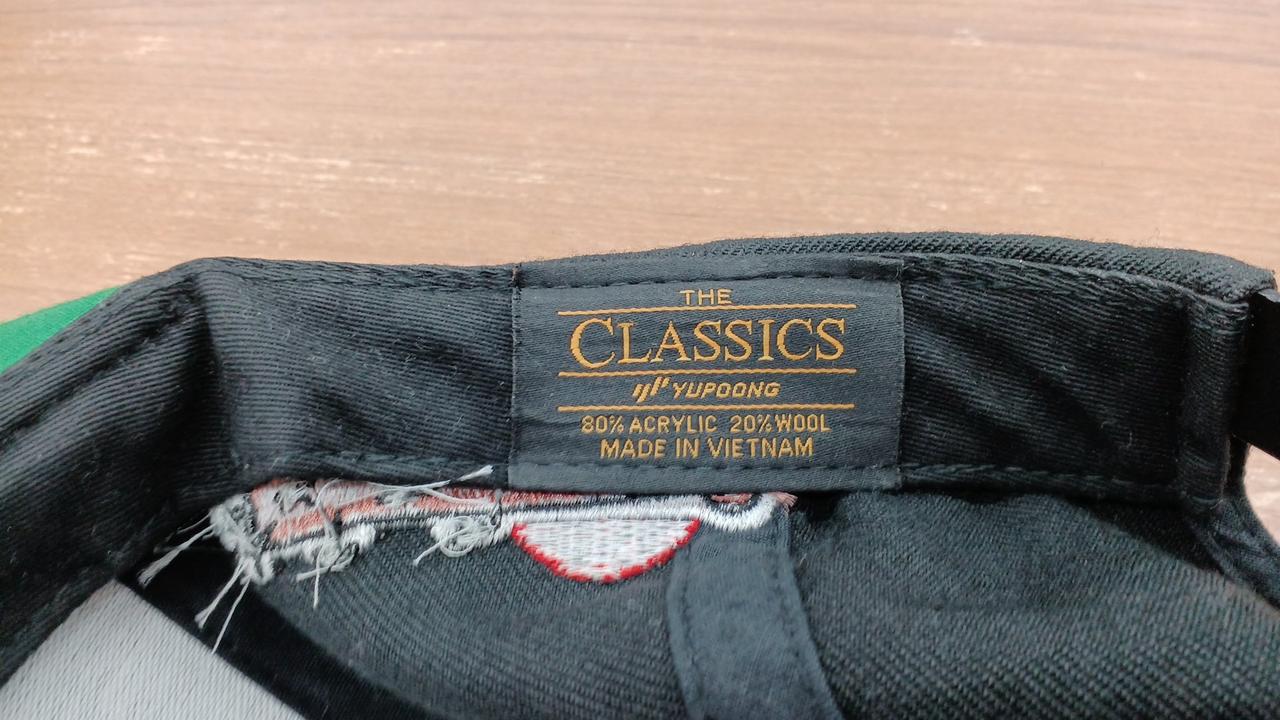 THE
CLASSICS
YUPOONG
80% ACRYLIC 20% WOOL
MADE IN VIETNAM